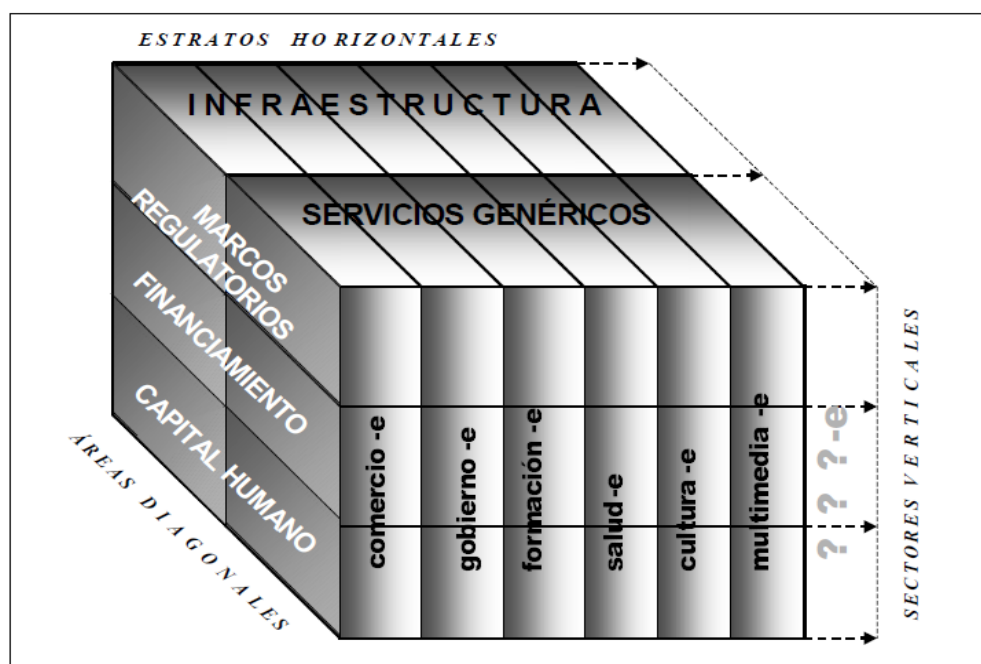 ESTRATOS HORIZONTALES
INFRAESTRUCTURA
SERVICIOS GENÉRICOS
MARCOS
REGULATORIOS
FINANCIAMIENTO
CAPITAL HUMANO
ÁREAS DIAGONALES
comercio -e
gobierno -e
formación -e
salud -e
cultura -e
multimedia -e
? ? ?-e
SECTORES VERTICALES